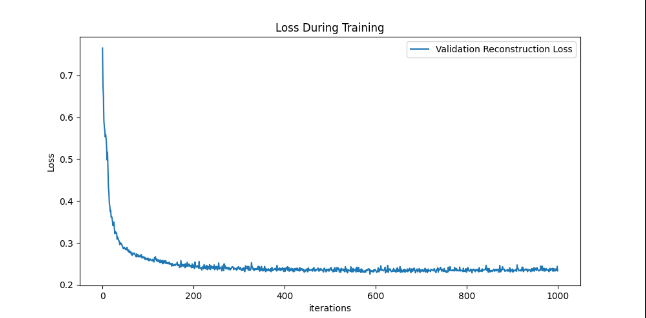 Loss During Training
Validation Reconstruction Loss
Loss
0.7
0.6
0.5
0.4
0.3
0.2
0 200 400 600 800 1000
iterations